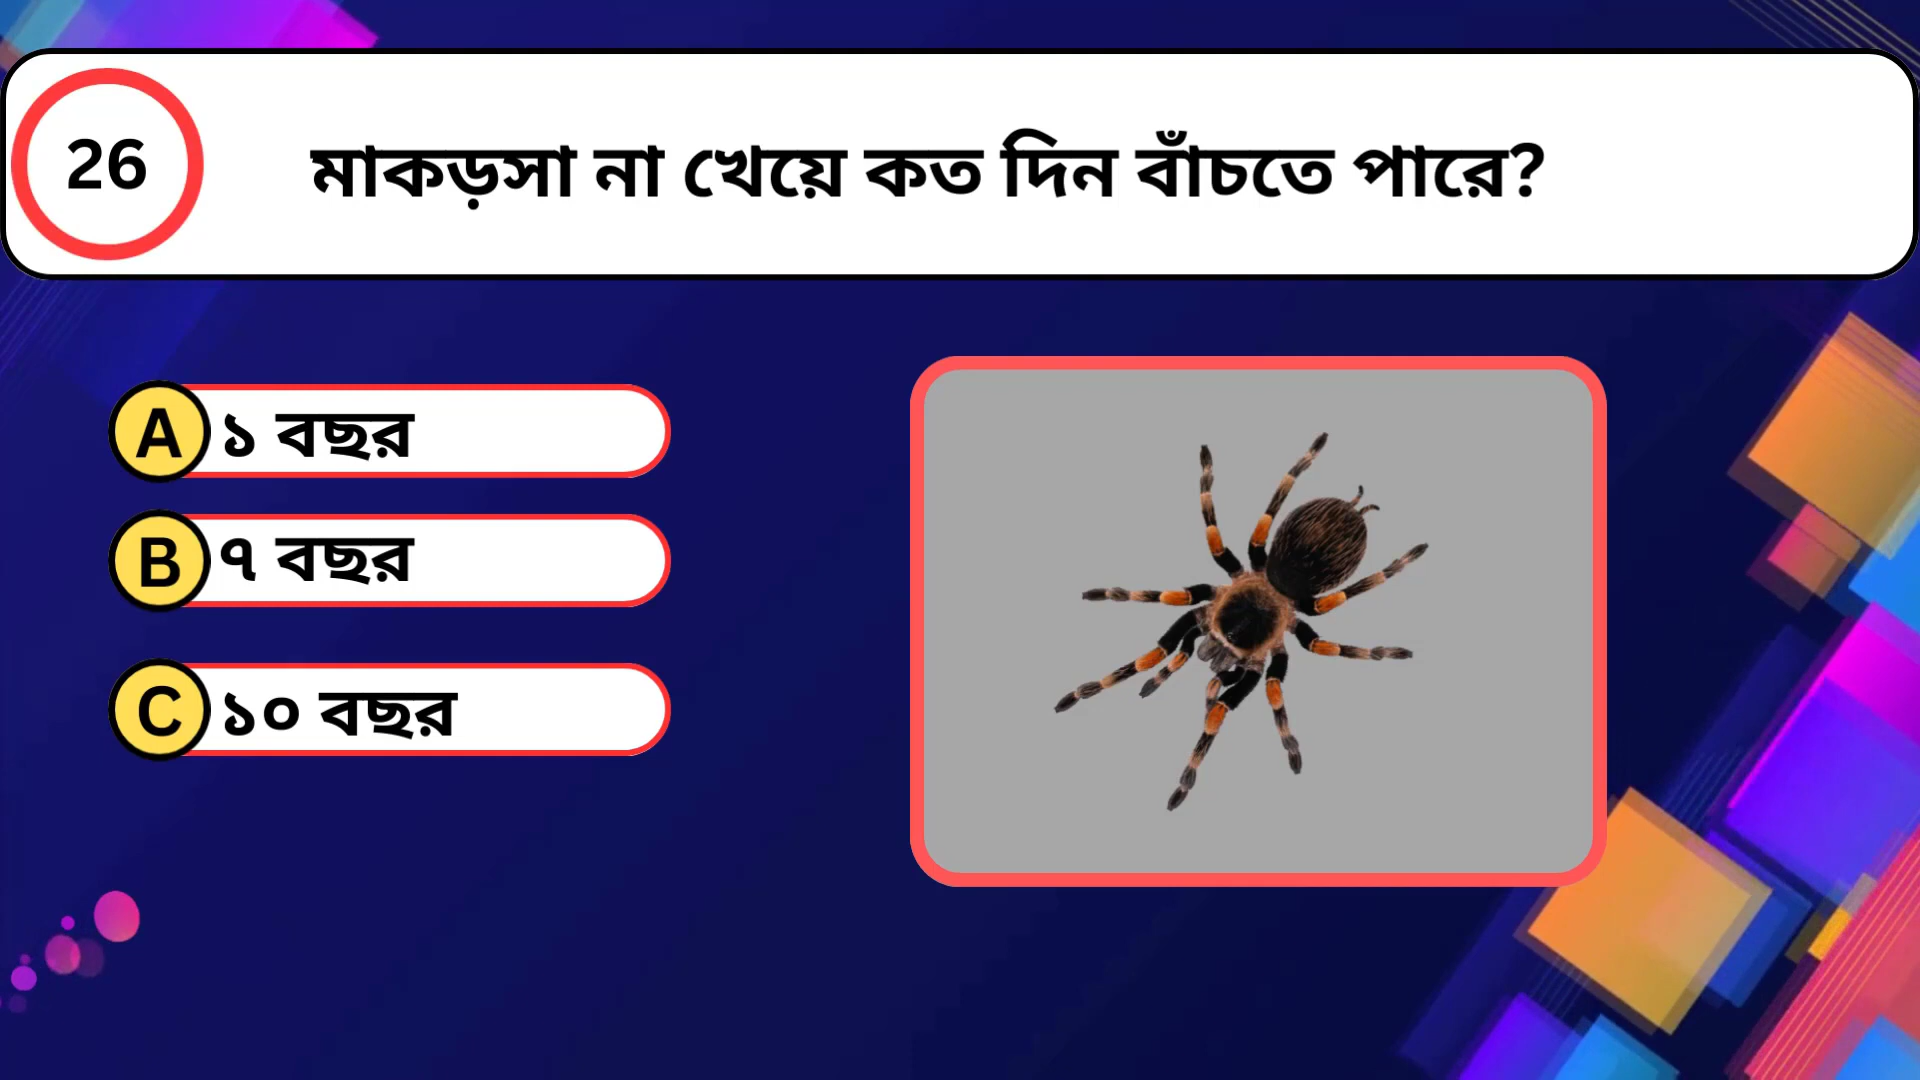 26
মাকড়সা না খেয়ে কত দিন বাঁচতে পারে?
A ১ বছর
B ৭ বছর
C ১০ বছর